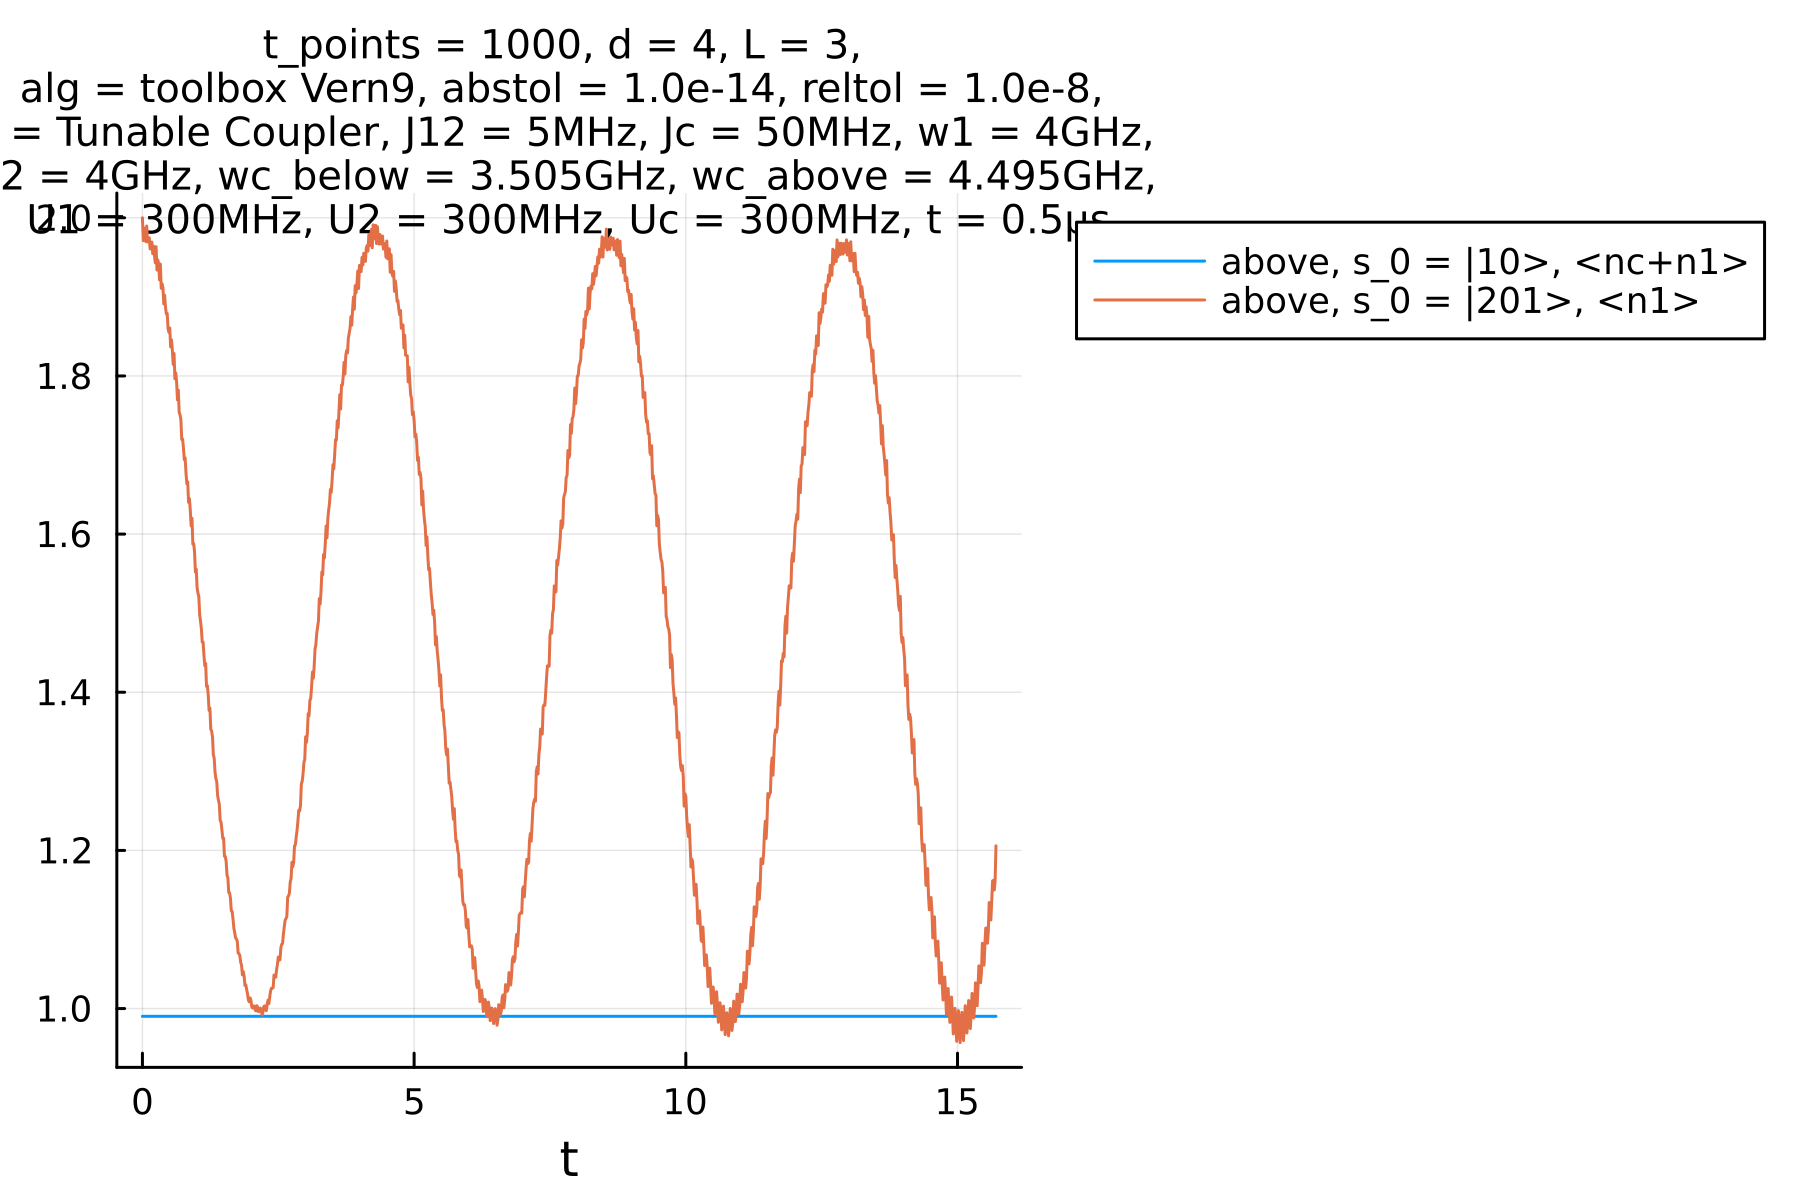 t_points = 1000, d = 4, L = 3,
alg = toolbox Vern9, abstol = 1.0e-14, reltol = 1.0e-8,
= Tunable Coupler, J12 = 5MHz, Jc = 50MHz, w1 = 4GHz,
2 = 4GHz, wc_below = 3.505GHz, wc_above = 4.495GHz,
U1 = 300MHz, U2 = 300MHz, Uc = 300MHz, t = 0.5μs
above, s_0 = |10>, <nc+n1>
above, s_0 = |201>, <n1>
2.0
1.8
1.6
1.4
1.2
1.0
0 5 10 15
t